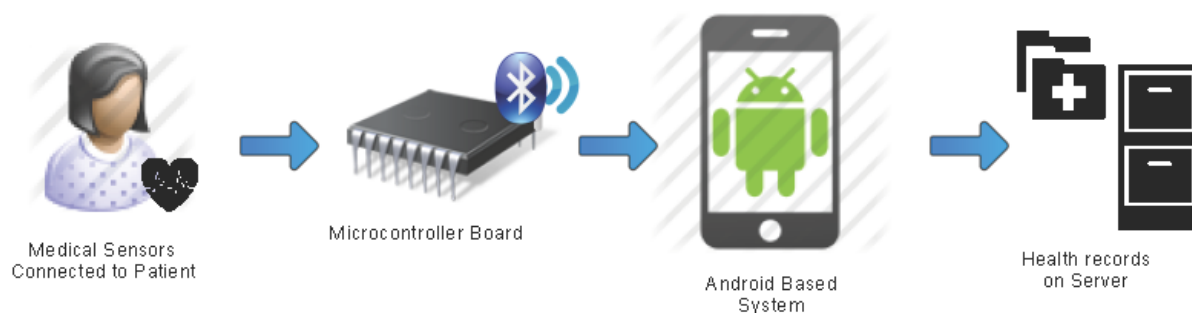 Medical Sensors
Connected to Patient
Microcontroller Board
Android Based
System
Health records
on Server